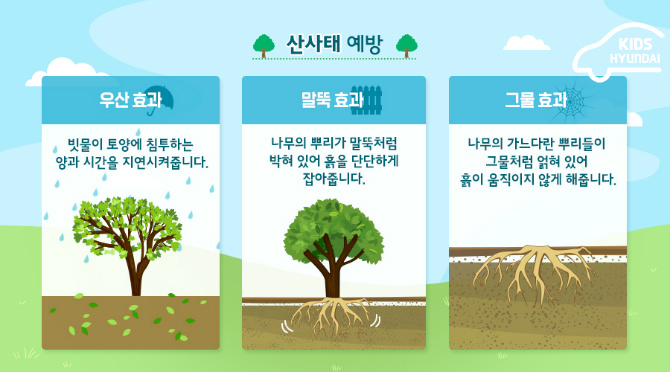 산사태 예방
KIDS
HYUNDAI
우산 효과
빗물이 토양에 침투하는
양과 시간을 지연시켜줍니다.
말뚝 효과
나무의 뿌리가 말뚝처럼
박혀 있어 흙을 단단하게
잡아줍니다.
그물 효과
나무의 가느다란 뿌리들이
그물처럼 얽혀 있어
흙이 움직이지 않게 해줍니다.